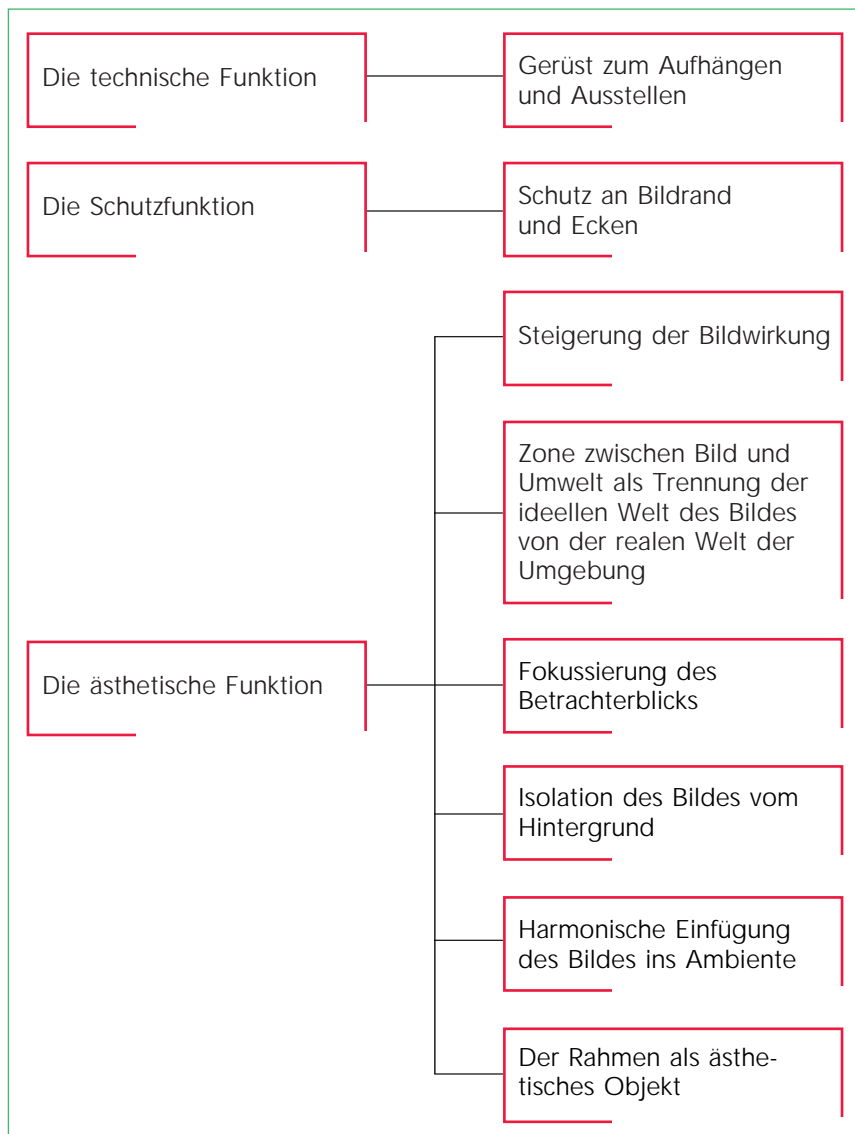 Die technische Funktion
Gerüst zum Aufhängen
und Ausstellen
Die Schutzfunktion
Schutz an Bildrand
und Ecken
Steigerung der Bildwirkung
Zone zwischen Bild und
Umwelt als Trennung der
ideellen Welt des Bildes
von der realen Welt der
Umgebung
Die ästhetische Funktion
Fokussierung des
Betrachterblicks
Isolation des Bildes vom
Hintergrund
Harmonische Einfügung
des Bildes ins Ambiente
Der Rahmen als ästhe-
tisches Objekt